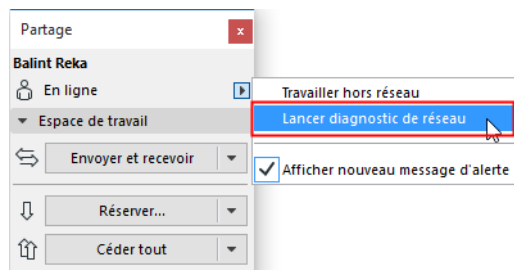 Partage
Balint Reka
En ligne
Espace de travail
Envoyer et recevoir
Réserver...
Céder tout
Travailler hors réseau
Lancer diagnostic de réseau
Afficher nouveau message d'alerte